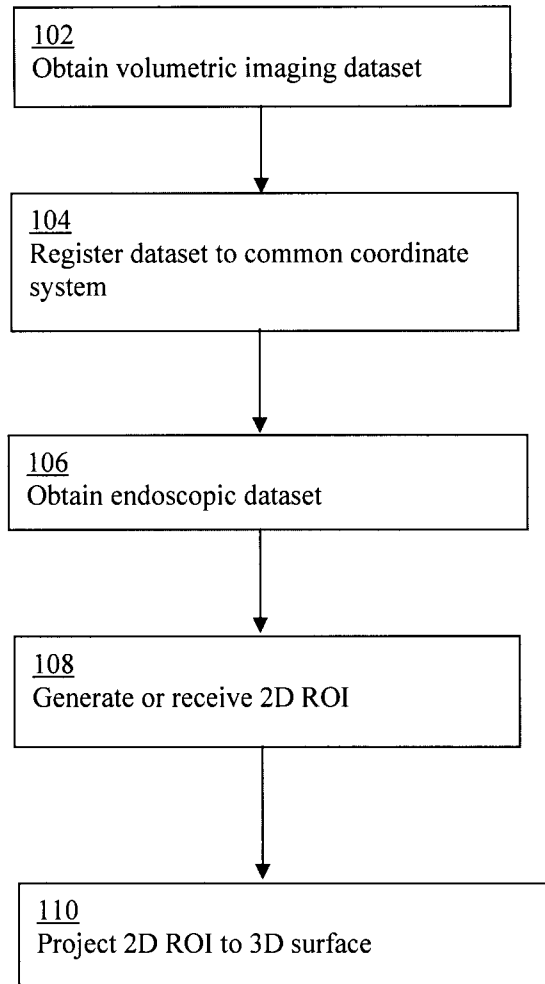 102
Obtain volumetric imaging dataset
104
Register dataset to common coordinate
system
106
Obtain endoscopic dataset
108
Generate or receive 2D ROI
110
Project 2D ROI to 3D surface